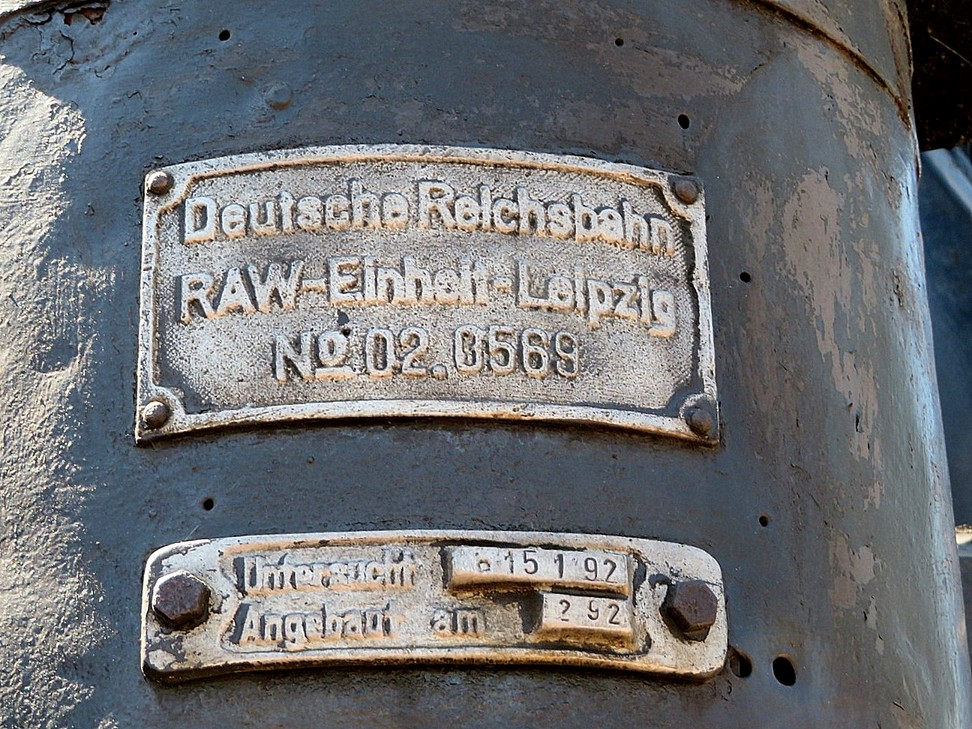 Deutsche Reichsbahn
RAW-Einheit-Leipzig
No 02.0569
Untersucht 15 1 92
Angebaut am 2 92